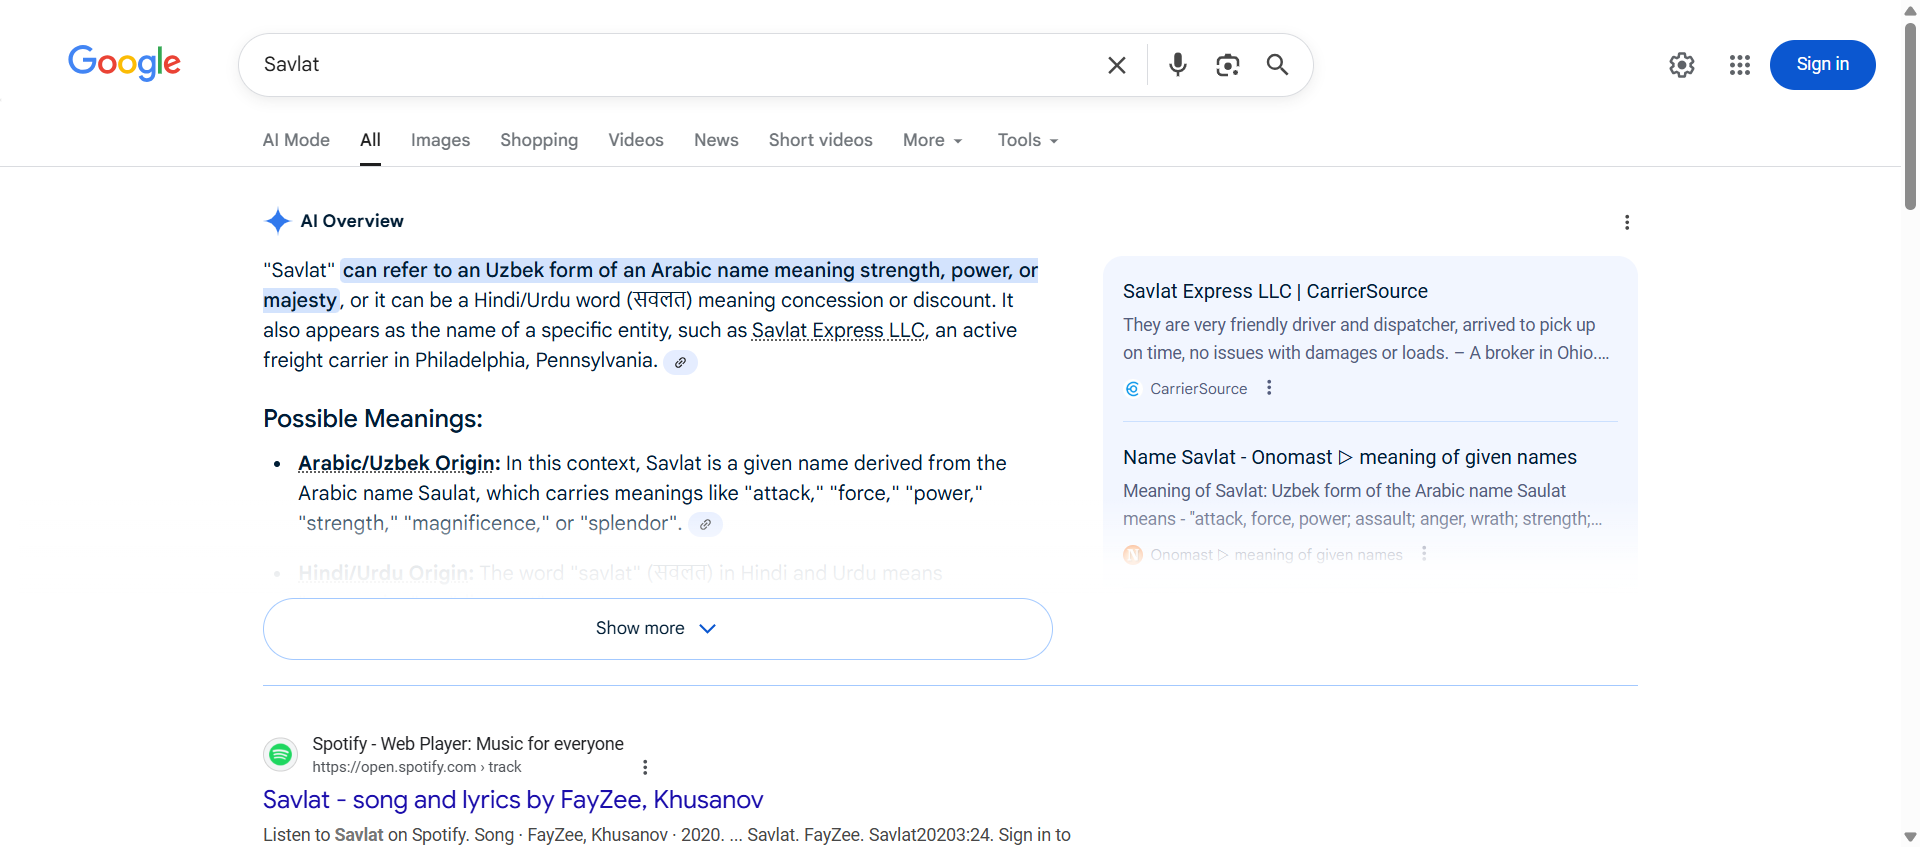 Google
Savlat
Sign in
AI Mode
All
Images
Shopping
Videos
News
Short videos
More
Tools
AI Overview
"Savlat" can refer to an Uzbek form of an Arabic name meaning strength, power, or
majesty, or it can be a Hindi/Urdu word (सवलत) meaning concession or discount. It
also appears as the name of a specific entity, such as Savlat Express LLC, an active
freight carrier in Philadelphia, Pennsylvania.
Possible Meanings:
• Arabic/Uzbek Origin: In this context, Savlat is a given name derived from the
Arabic name Saulat, which carries meanings like "attack," "force," "power,"
"strength," "magnificence," or "splendor".
• Hindi/Urdu Origin: The word "savlat" (सवलत) in Hindi and Urdu means
Show more
Savlat Express LLC | CarrierSource
They are very friendly driver and dispatcher, arrived to pick up
on time, no issues with damages or loads. – A broker in Ohio....
CarrierSource
Name Savlat - Onomast ▷ meaning of given names
Meaning of Savlat: Uzbek form of the Arabic name Saulat
means - "attack, force, power; assault; anger, wrath; strength;...
Onomast ▷ meaning of given names
Spotify - Web Player: Music for everyone
https://open.spotify.com › track
Savlat - song and lyrics by FayZee, Khusanov
Listen to Savlat on Spotify. Song · FayZee, Khusanov · 2020. ... Savlat. FayZee. Savlat20203:24. Sign in to